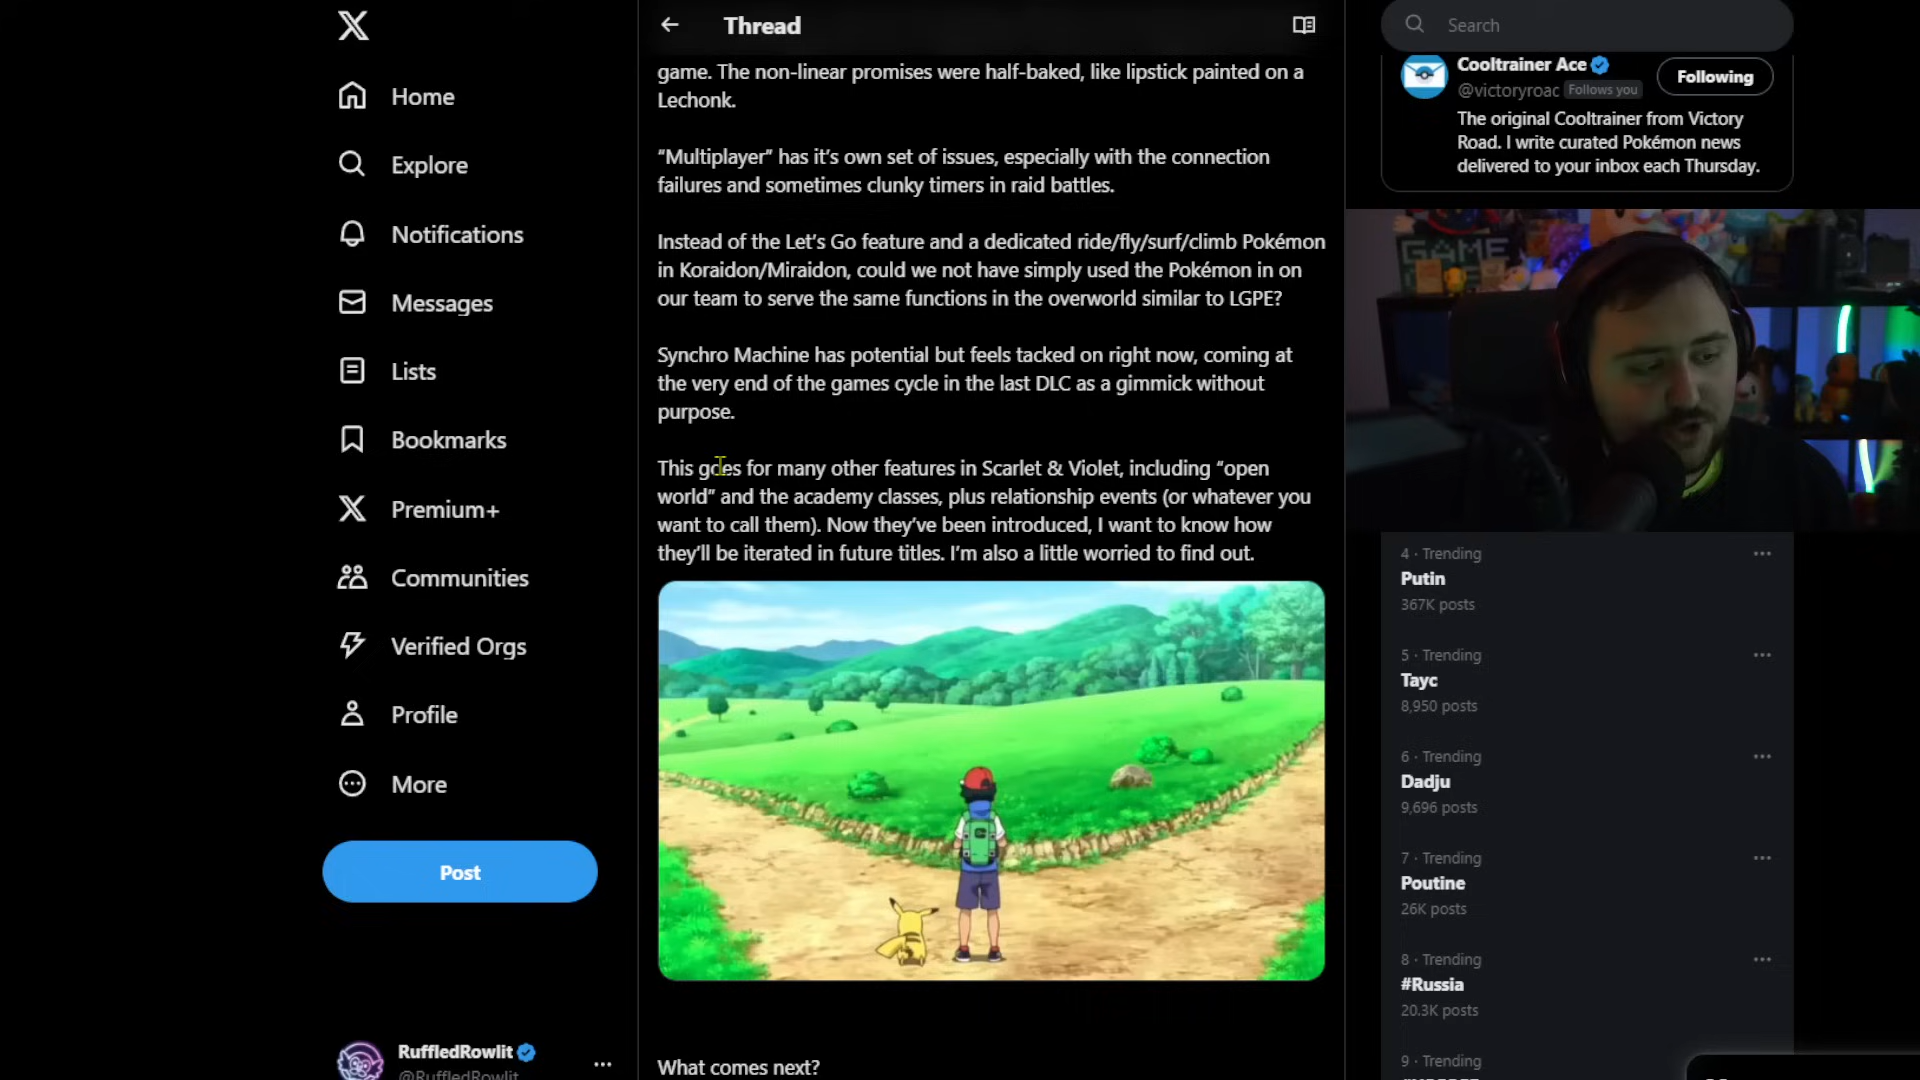 Home
Explore
Notifications
Messages
Lists
Bookmarks
Premium+
Communities
Verified Orgs
Profile
More
Post
RuffledRowlit
@RuffledRowlit
Thread
game. The non-linear promises were half-baked, like lipstick painted on a
Lechonk.
“Multiplayer” has it’s own set of issues, especially with the connection
failures and sometimes clunky timers in raid battles.
Instead of the Let’s Go feature and a dedicated ride/fly/surf/climb Pokémon
in Koraidon/Miraidon, could we not have simply used the Pokémon in on
our team to serve the same functions in the overworld similar to LGPE?
Synchro Machine has potential but feels tacked on right now, coming at
the very end of the games cycle in the last DLC as a gimmick without
purpose.
This goes for many other features in Scarlet & Violet, including “open
world” and the academy classes, plus relationship events (or whatever you
want to call them). Now they’ve been introduced, I want to know how
they’ll be iterated in future titles. I’m also a little worried to find out.
What comes next?
Search
Cooltrainer Ace
@victoryroac Follows you
Following
The original Cooltrainer from Victory
Road. I write curated Pokémon news
delivered to your inbox each Thursday.
GAME
4 · Trending
Putin
367K posts
5 · Trending
Tayc
8,950 posts
6 · Trending
Dadju
9,696 posts
7 · Trending
Poutine
26K posts
8 · Trending
#Russia
20.3K posts
9 · Trending